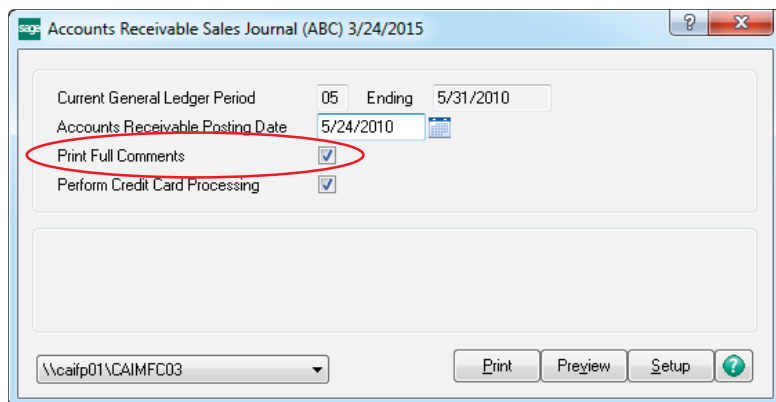 sage Accounts Receivable Sales Journal (ABC) 3/24/2015 ? X
Current General Ledger Period 05 Ending 5/31/2010
Accounts Receivable Posting Date 5/24/2010
Print Full Comments
Perform Credit Card Processing
\\caifp01\CAIMFC03 Print Preview Setup ?